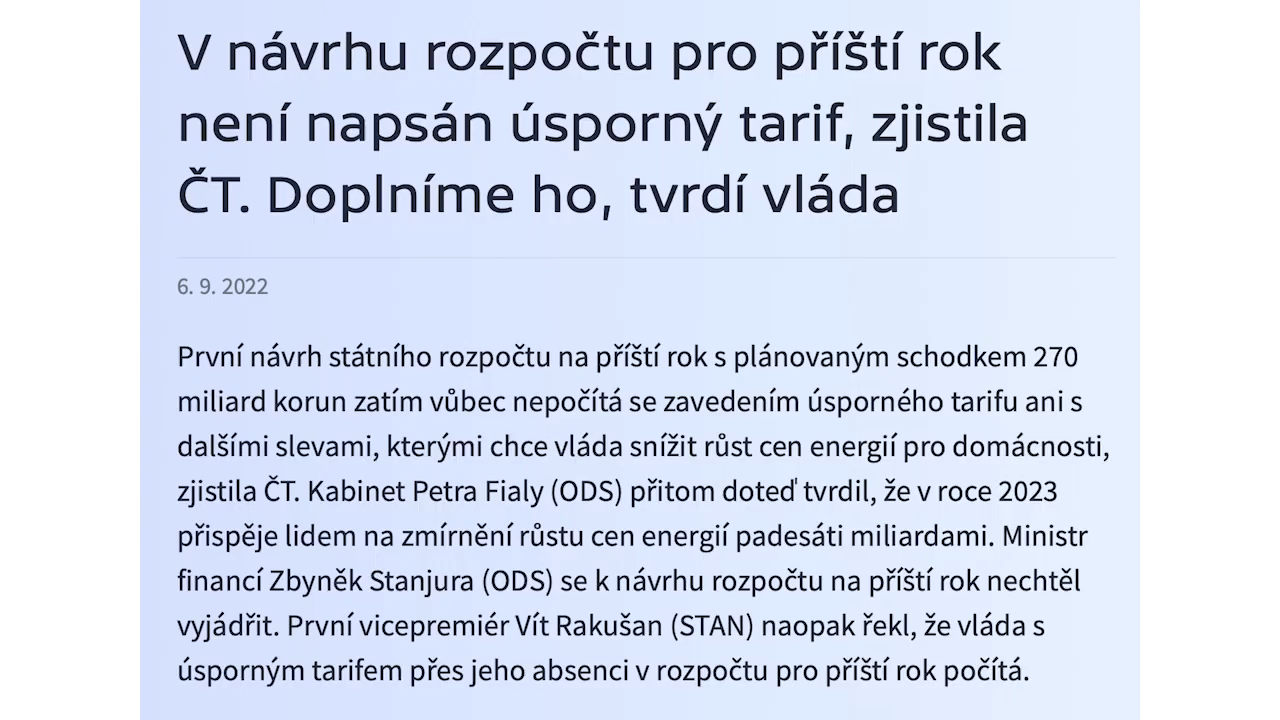 V návrhu rozpočtu pro příští rok
není napsán úsporný tarif, zjistila
ČT. Doplníme ho, tvrdí vláda
6. 9. 2022
První návrh státního rozpočtu na příští rok s plánovaným schodkem 270
miliard korun zatím vůbec nepočítá se zavedením úsporného tarifu ani s
dalšími slevami, kterými chce vláda snížit růst cen energií pro domácnosti,
zjistila ČT. Kabinet Petra Fialy (ODS) přitom doteď tvrdil, že v roce 2023
přispěje lidem na zmírnění růstu cen energií padesáti miliardami. Ministr
financí Zbyněk Stanjura (ODS) se k návrhu rozpočtu na příští rok nechtěl
vyjádřit. První vicepremiér Vít Rakušan (STAN) naopak řekl, že vláda s
úsporným tarifem přes jeho absenci v rozpočtu pro příští rok počítá.